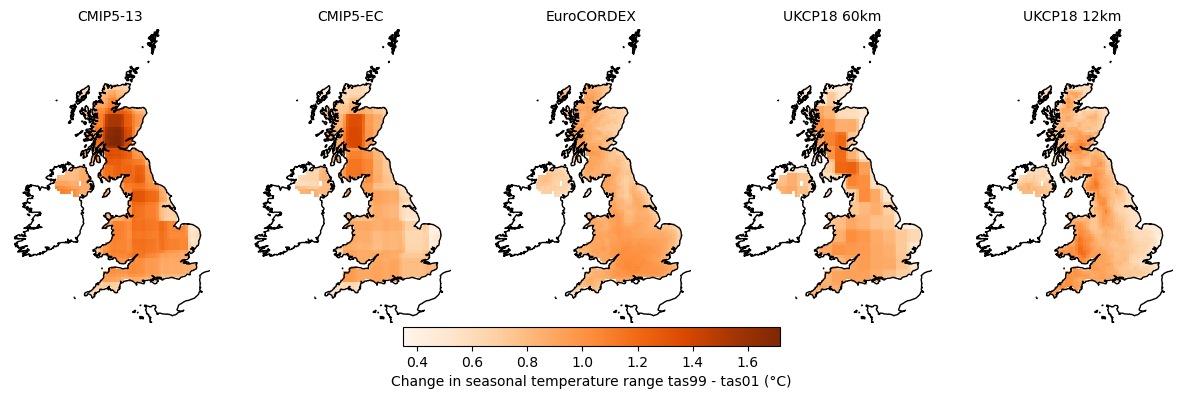 CMIP5-13
CMIP5-EC
EuroCORDEX
UKCP18 60km
UKCP18 12km
0.4 0.6 0.8 1.0 1.2 1.4 1.6
Change in seasonal temperature range tas99 - tas01 (°C)